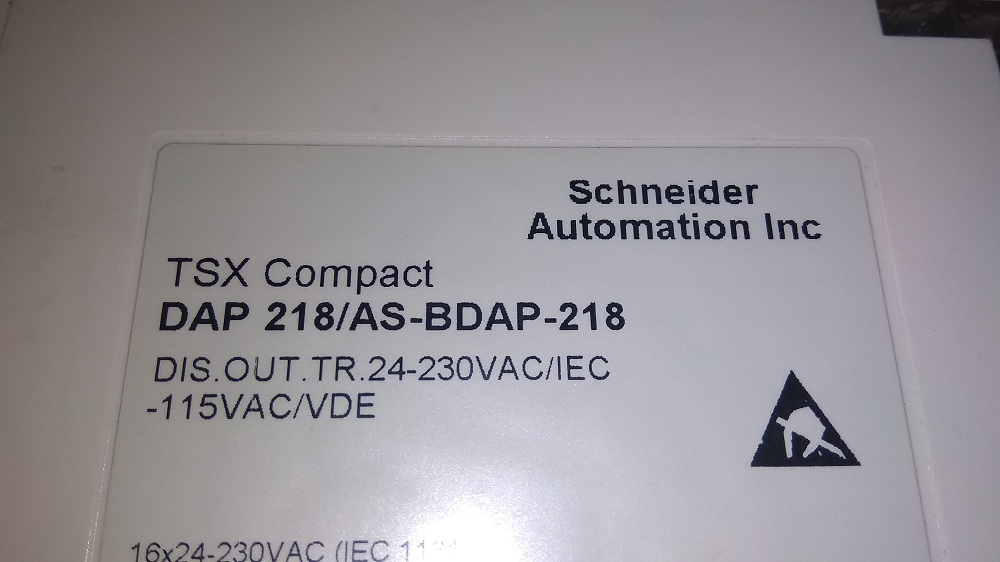 Schneider
Automation Inc
TSX Compact
DAP 218/AS-BDAP-218
DIS.OUT.TR.24-230VAC/IEC
-115VAC/VDE
16x24-230VAC (IEC